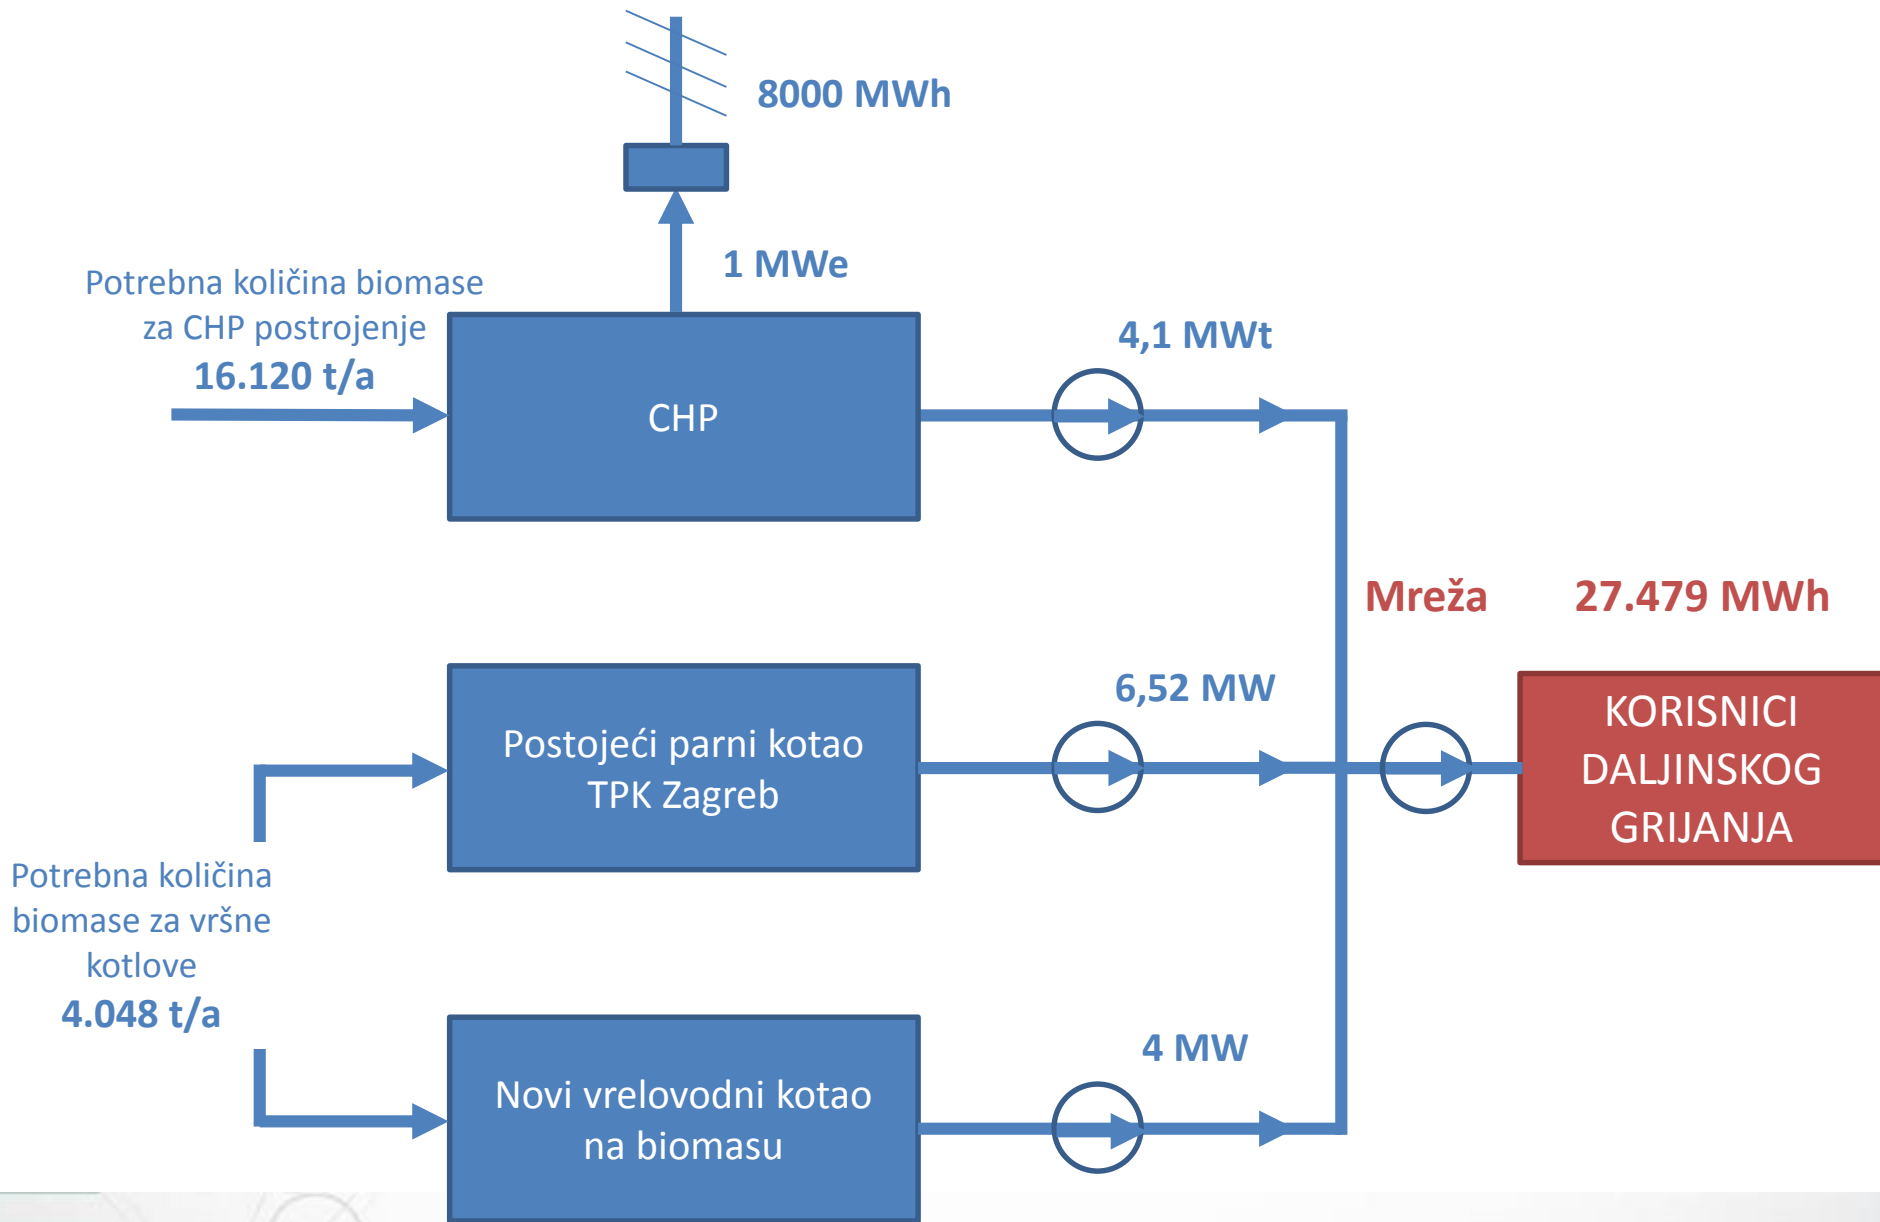 8000 MWh
1 MWe
Potrebna količina biomase
za CHP postrojenje
16.120 t/a
CHP
4,1 MWt
Mreža
27.479 MWh
Postojeći parni kotao
TPK Zagreb
6,52 MW
KORISNICI
DALJINSKOG
GRIJANJA
Potrebna količina
biomase za vršne
kotlove
4.048 t/a
Novi vrelovodni kotao
na biomasu
4 MW